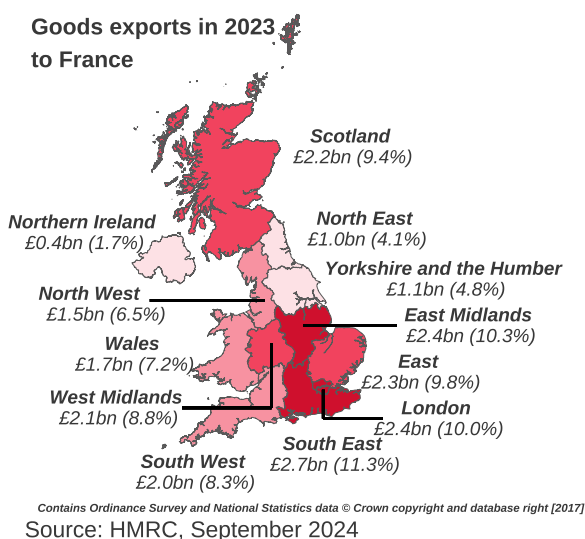 Goods exports in 2023
to France
Scotland
£2.2bn (9.4%)
Northern Ireland
£0.4bn (1.7%)
North East
£1.0bn (4.1%)
Yorkshire and the Humber
£1.1bn (4.8%)
North West
£1.5bn (6.5%)
East Midlands
£2.4bn (10.3%)
Wales
£1.7bn (7.2%)
East
£2.3bn (9.8%)
West Midlands
£2.1bn (8.8%)
London
£2.4bn (10.0%)
South East
£2.7bn (11.3%)
South West
£2.0bn (8.3%)
Contains Ordinance Survey and National Statistics data © Crown copyright and database right [2017]
Source: HMRC, September 2024